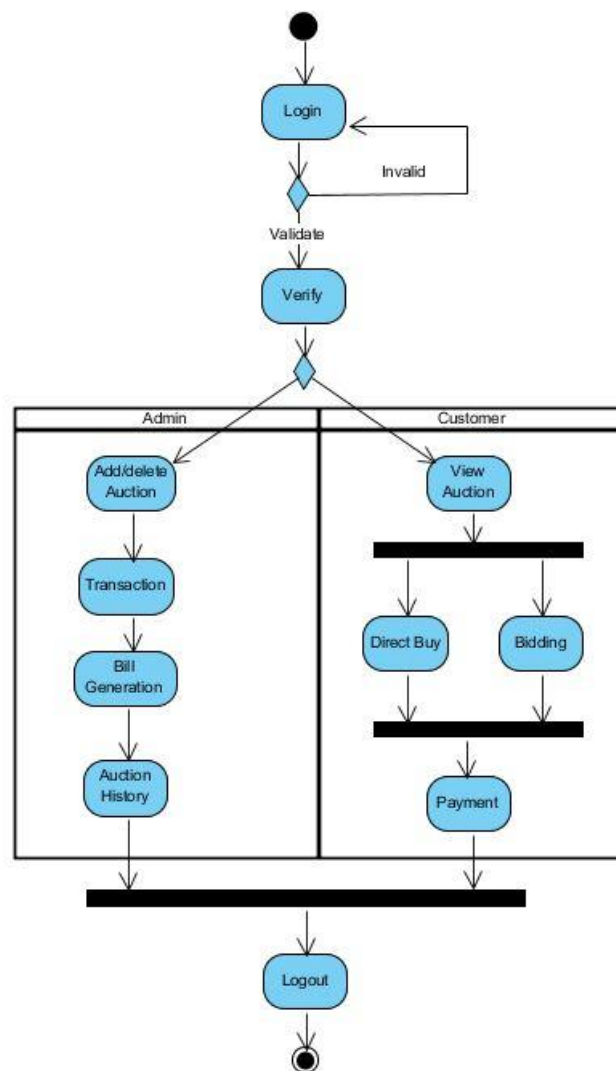 Login
Invalid
Validate
Verify
Admin
Customer
Add/delete
Auction
View
Auction
Transaction
Direct Buy
Bidding
Bill
Generation
Auction
History
Payment
Logout